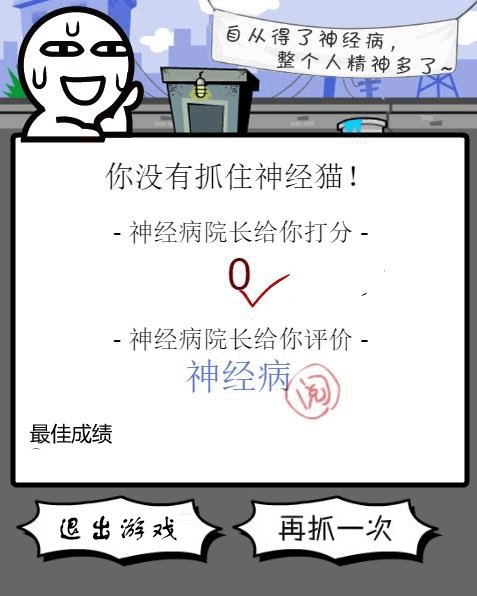 自从得了神经病，
整个人精神多了~
你没有抓住神经猫！
- 神经病院长给你打分 -
0
- 神经病院长给你评价 -
神经病
阅
最佳成绩
退出游戏
再抓一次